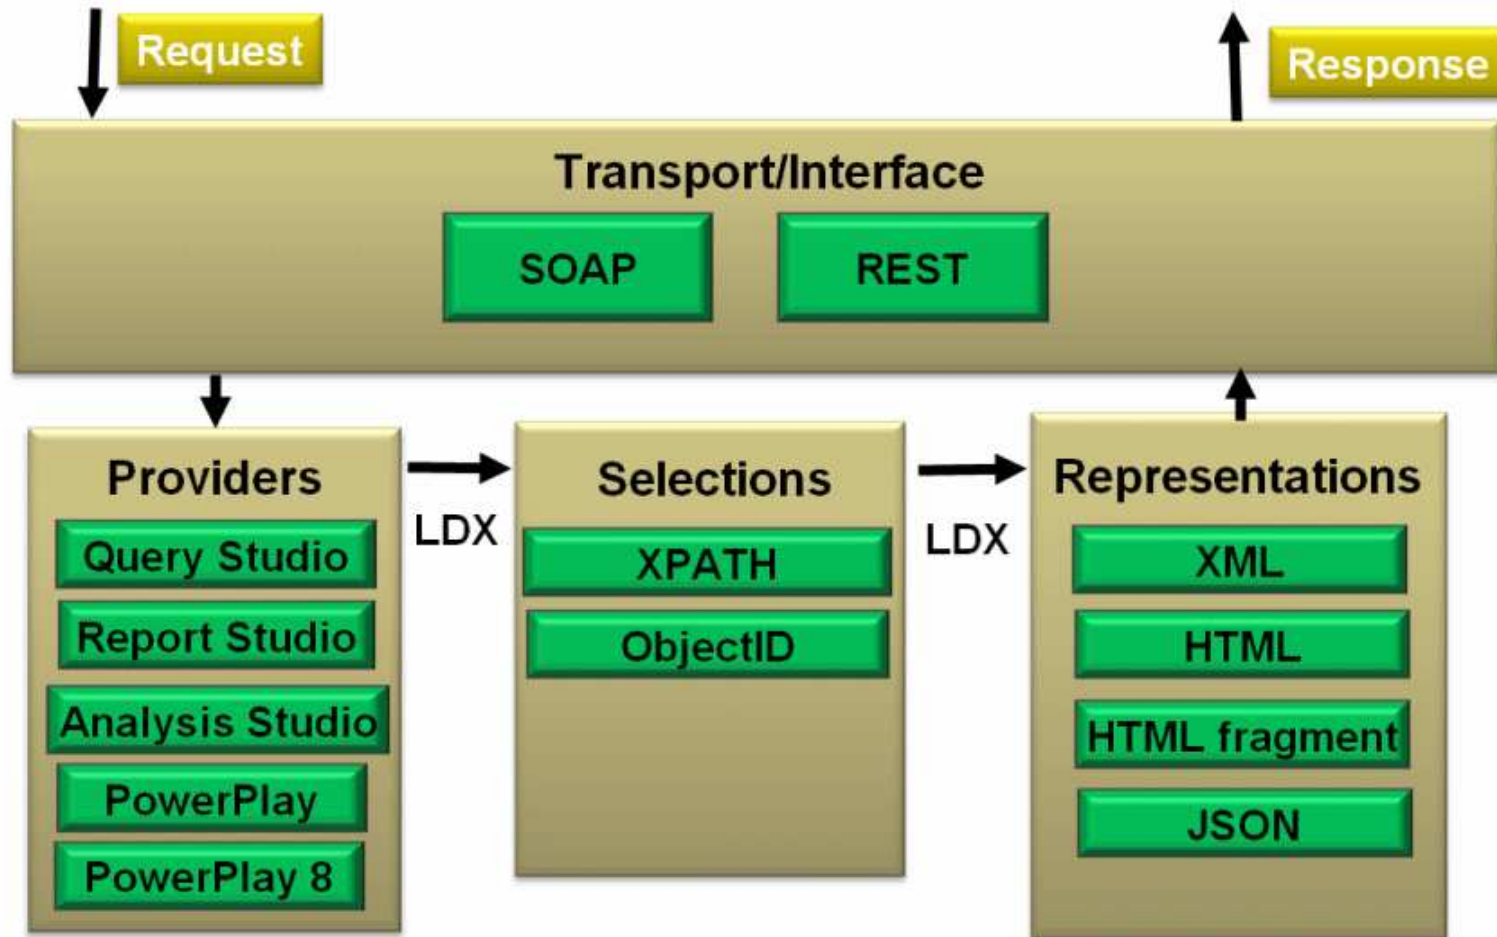 Request
Response
Transport/Interface
SOAP
REST
Providers
Query Studio
Report Studio
Analysis Studio
PowerPlay
PowerPlay 8
LDX
Selections
XPATH
ObjectID
LDX
Representations
XML
HTML
HTML fragment
JSON